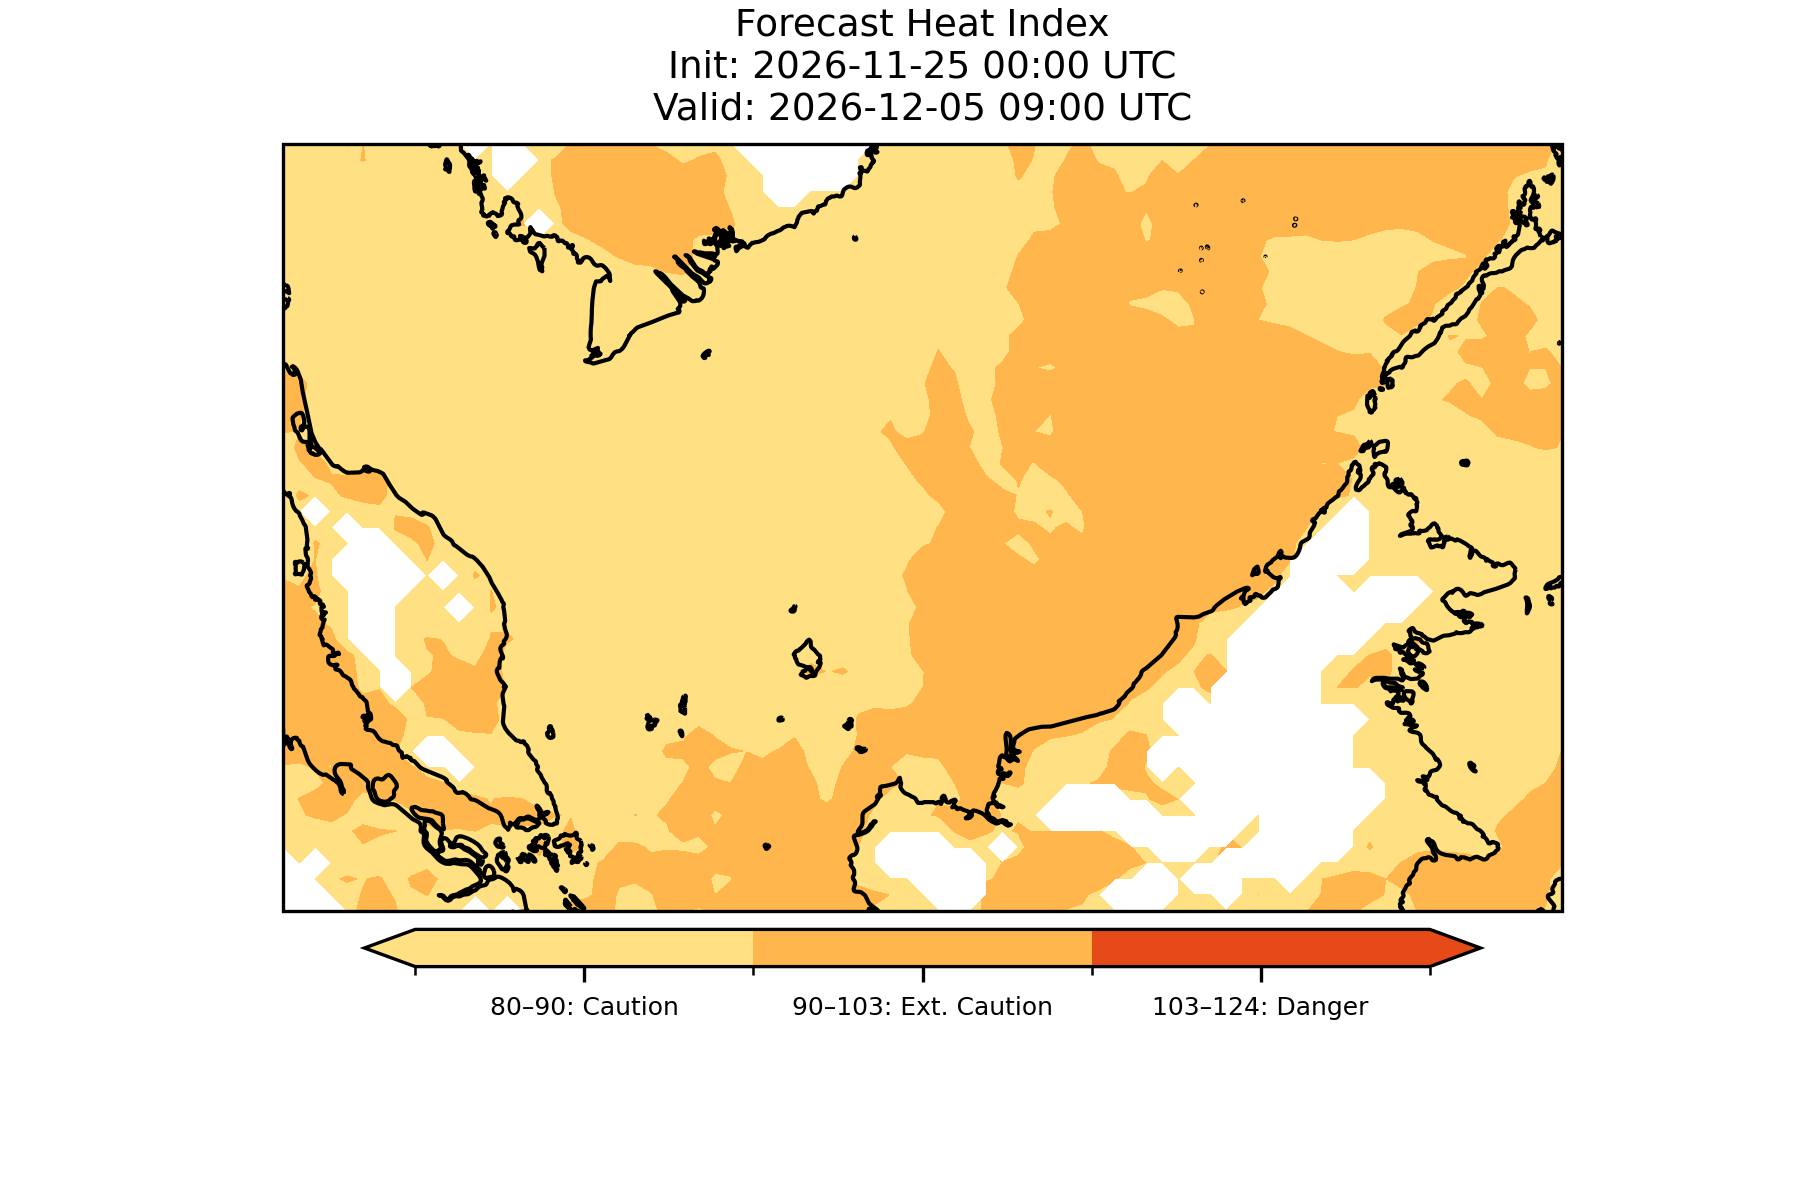 Forecast Heat Index
Init: 2026-11-25 00:00 UTC
Valid: 2026-12-05 09:00 UTC
80–90: Caution
90–103: Ext. Caution
103–124: Danger